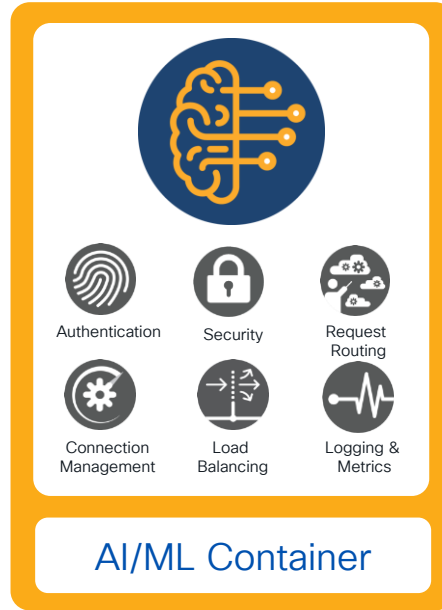 Authentication
Security
Request
Routing
Connection
Management
Load
Balancing
Logging &
Metrics
AI/ML Container